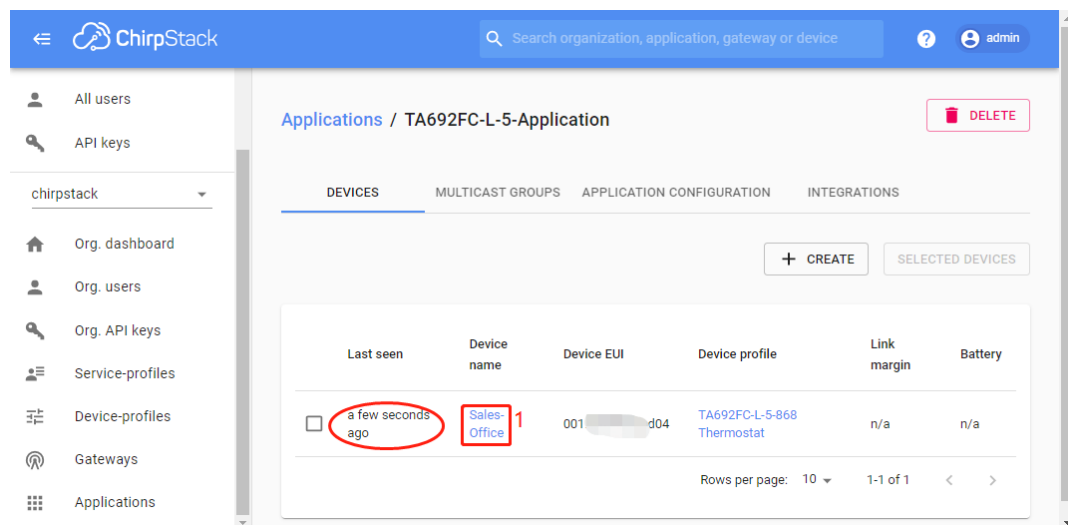 ChirpStack
Search organization, application, gateway or device
? admin
All users
API keys
chirpstack
Org. dashboard
Org. users
Org. API keys
Service-profiles
Device-profiles
Gateways
Applications
Applications / TA692FC-L-5-Application
DELETE
DEVICES MULTICAST GROUPS APPLICATION CONFIGURATION INTEGRATIONS
+ CREATE SELECTED DEVICES
Last seen Device name Device EUI Device profile Link margin Battery
a few seconds ago Sales-Office 1 001 d04 TA692FC-L-5-868 Thermostat n/a n/a
Rows per page: 10 1-1 of 1 < >